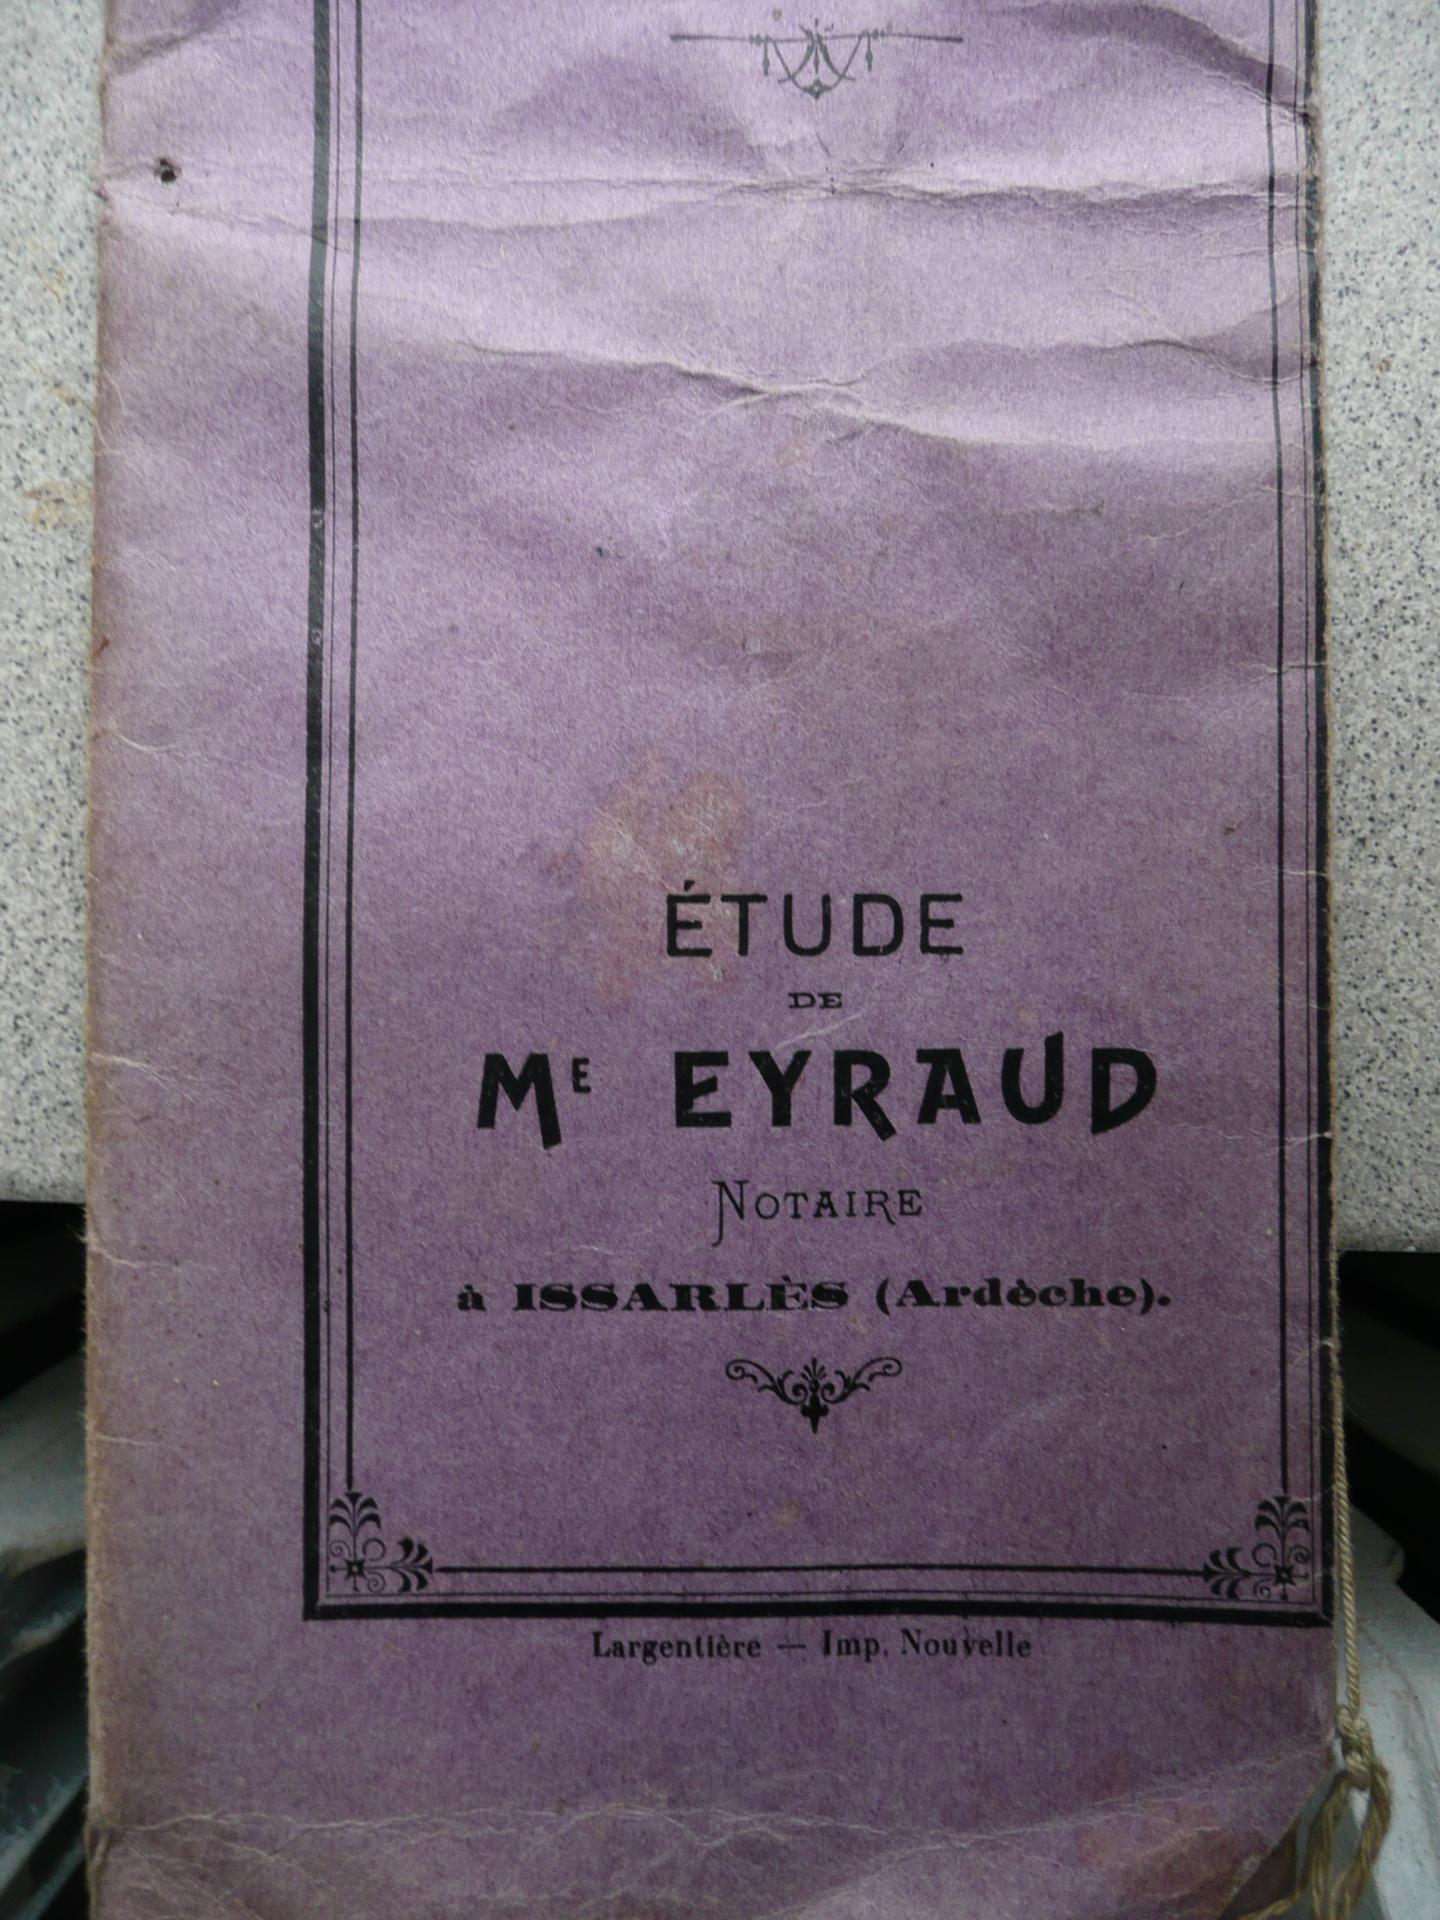 ÉTUDE
DE
ME EYRAUD
NOTAIRE
à ISSARLÈS (Ardèche).
Largentière — Imp. Nouvelle